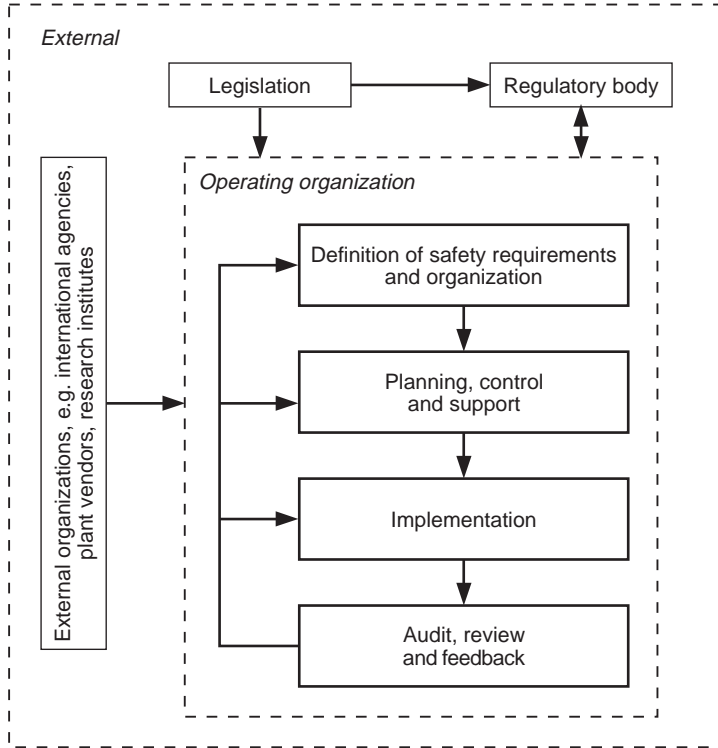 External
Legislation
Regulatory body
External organizations, e.g. international agencies,
plant vendors, research institutes
Operating organization
Definition of safety requirements
and organization
Planning, control
and support
Implementation
Audit, review
and feedback